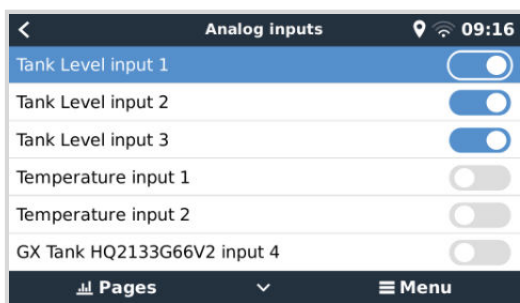 Analog inputs 09:16
Tank Level input 1
Tank Level input 2
Tank Level input 3
Temperature input 1
Temperature input 2
GX Tank HQ2133G66V2 input 4
Pages Menu